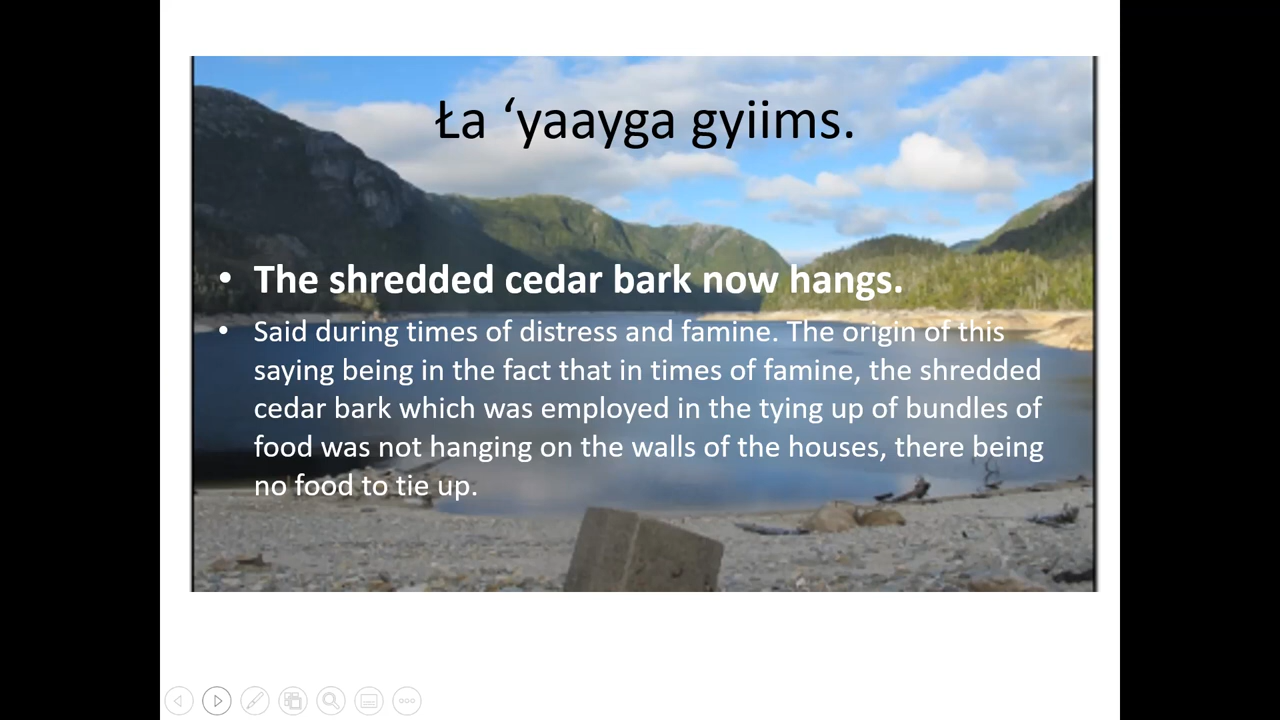 Ła ‘yaayga gyiims.
• The shredded cedar bark now hangs.
• Said during times of distress and famine. The origin of this
saying being in the fact that in times of famine, the shredded
cedar bark which was employed in the tying up of bundles of
food was not hanging on the walls of the houses, there being
no food to tie up.